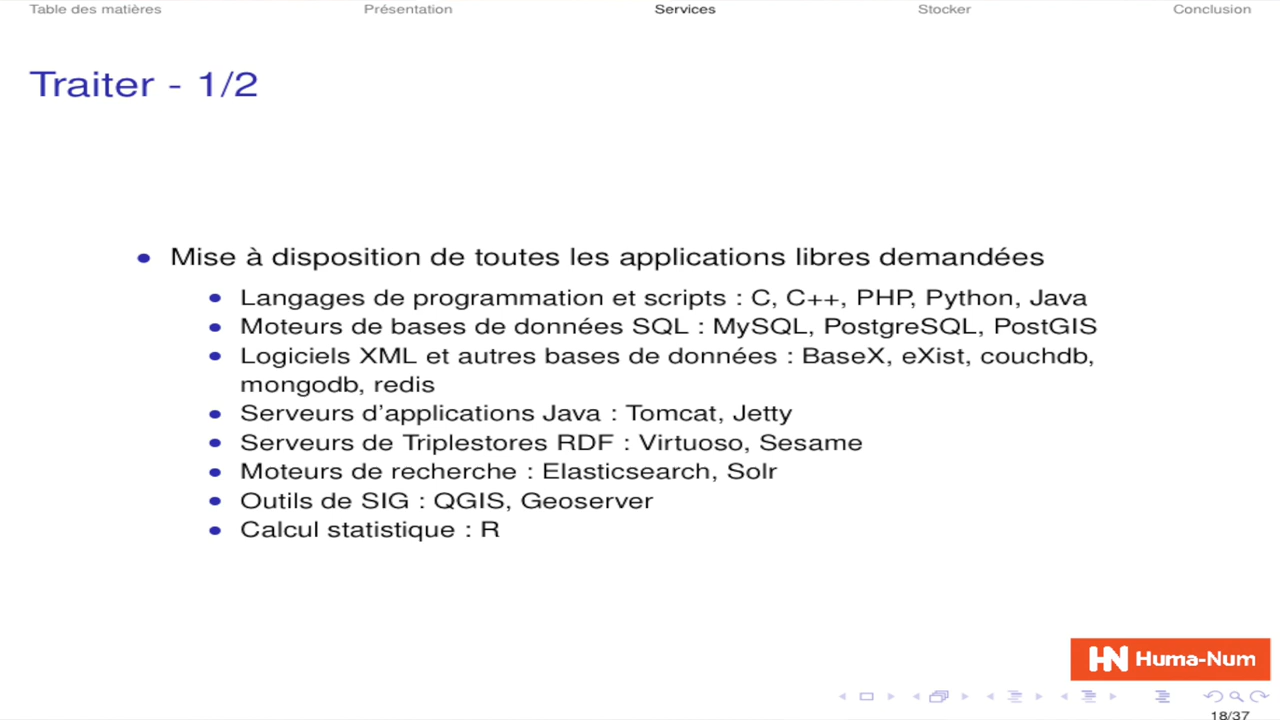 Table des matières Présentation Services Stocker Conclusion
Traiter - 1/2
• Mise à disposition de toutes les applications libres demandées
• Langages de programmation et scripts : C, C++, PHP, Python, Java
• Moteurs de bases de données SQL : MySQL, PostgreSQL, PostGIS
• Logiciels XML et autres bases de données : BaseX, eXist, couchdb,
mongodb, redis
• Serveurs d'applications Java : Tomcat, Jetty
• Serveurs de Triplestores RDF : Virtuoso, Sesame
• Moteurs de recherche : Elasticsearch, Solr
• Outils de SIG : QGIS, Geoserver
• Calcul statistique : R
HN Huma-Num
18/37